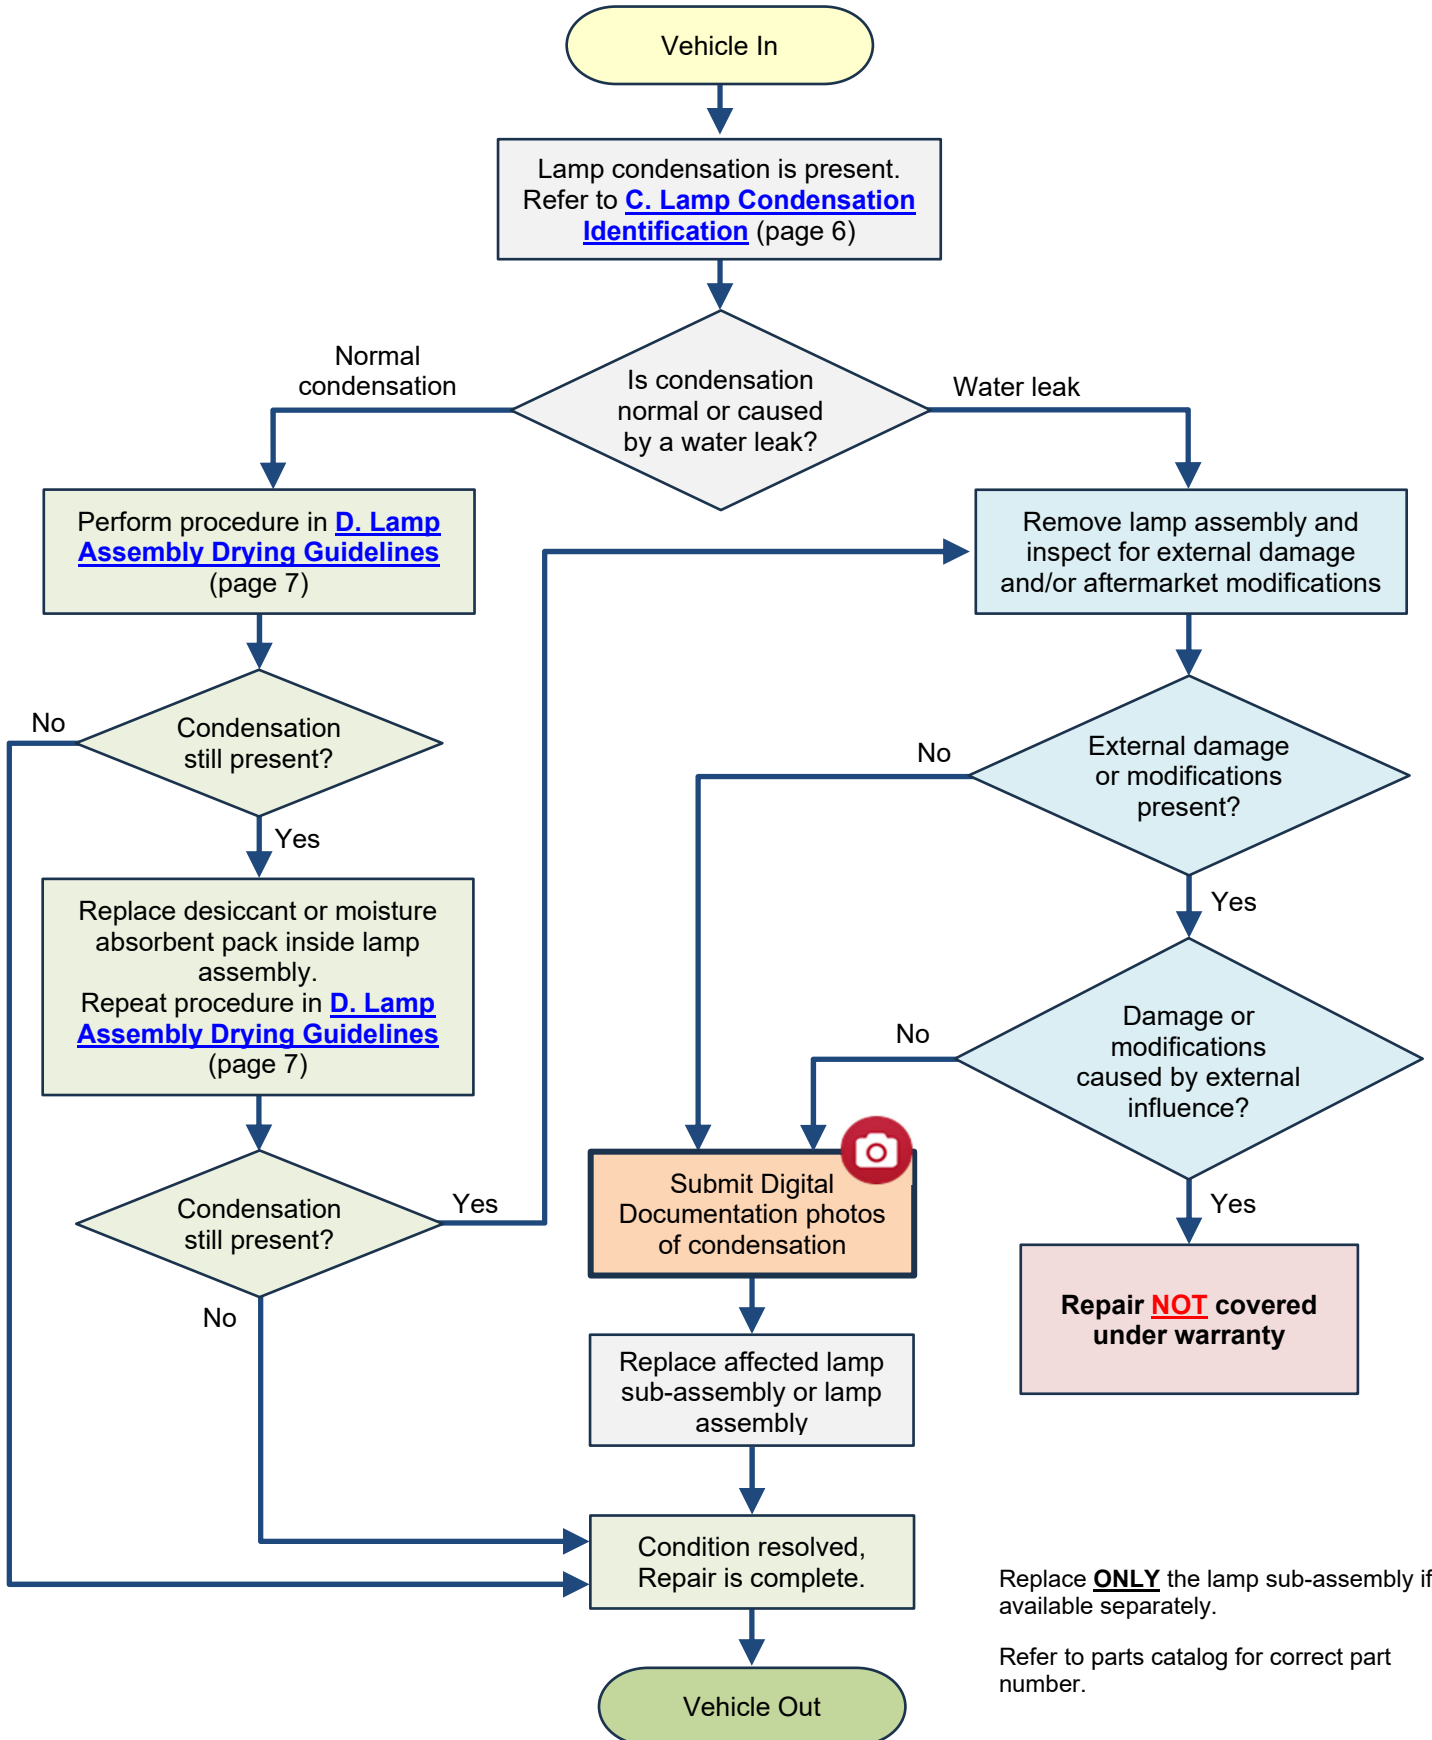 Vehicle In
Lamp condensation is present.
Refer to C. Lamp Condensation
Identification (page 6)
Normal
condensation
Is condensation
normal or caused
by a water leak?
Water leak
Perform procedure in D. Lamp
Assembly Drying Guidelines
(page 7)
Remove lamp assembly and
inspect for external damage
and/or aftermarket modifications
No
Condensation
still present?
Yes
No
External damage
or modifications
present?
Yes
Replace desiccant or moisture
absorbent pack inside lamp
assembly.
Repeat procedure in D. Lamp
Assembly Drying Guidelines
(page 7)
No
Damage or
modifications
caused by external
influence?
Yes
Condensation
still present?
Yes
No
Submit Digital
Documentation photos
of condensation
Repair NOT covered
under warranty
Replace affected lamp
sub-assembly or lamp
assembly
Condition resolved,
Repair is complete.
Replace ONLY the lamp sub-assembly if
available separately.
Refer to parts catalog for correct part
number.
Vehicle Out